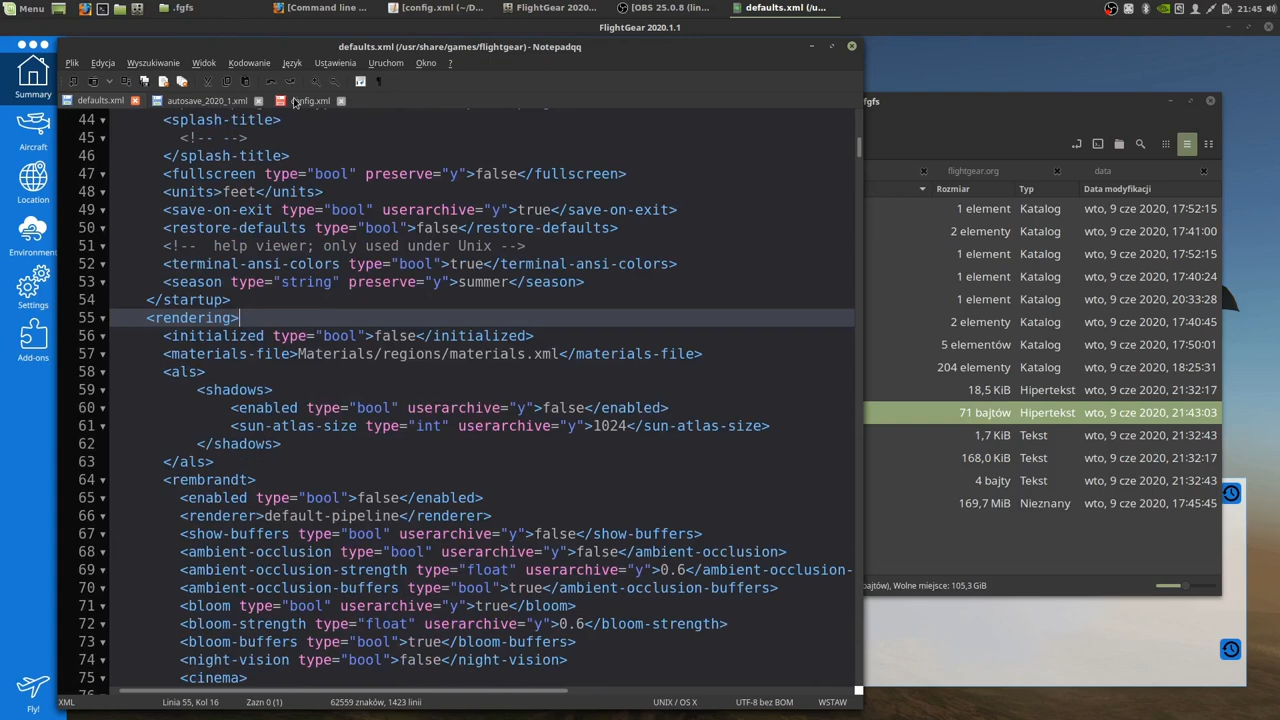 Menu
.fgfs
[Command line ...
[config.xml (~/D...
FlightGear 2020....
[OBS 25.0.8 (lin...
defaults.xml (/u...
21:45
FlightGear 2020.1.1
defaults.xml (/usr/share/games/flightgear) - Notepadqq
Plik Edycja Wyszukiwanie Widok Kodowanie Język Ustawienia Uruchom Okno ?
defaults.xml
autosave_2020_1.xml
config.xml
44 <splash-title>
45 <!-- -->
46 </splash-title>
47 <fullscreen type="bool" preserve="y">false</fullscreen>
48 <units>feet</units>
49 <save-on-exit type="bool" userarchive="y">true</save-on-exit>
50 <restore-defaults type="bool">false</restore-defaults>
51 <!--  help viewer; only used under Unix -->
52 <terminal-ansi-colors type="bool">true</terminal-ansi-colors>
53 <season type="string" preserve="y">summer</season>
54 </startup>
55 <rendering>
56 <initialized type="bool">false</initialized>
57 <materials-file>Materials/regions/materials.xml</materials-file>
58 <als>
59 <shadows>
60 <enabled type="bool" userarchive="y">false</enabled>
61 <sun-atlas-size type="int" userarchive="y">1024</sun-atlas-size>
62 </shadows>
63 </als>
64 <rembrandt>
65 <enabled type="bool">false</enabled>
66 <renderer>default-pipeline</renderer>
67 <show-buffers type="bool" userarchive="y">false</show-buffers>
68 <ambient-occlusion type="bool" userarchive="y">false</ambient-occlusion>
69 <ambient-occlusion-strength type="float" userarchive="y">0.6</ambient-occlusion-
70 <ambient-occlusion-buffers type="bool">true</ambient-occlusion-buffers>
71 <bloom type="bool" userarchive="y">true</bloom>
72 <bloom-strength type="float" userarchive="y">0.6</bloom-strength>
73 <bloom-buffers type="bool">true</bloom-buffers>
74 <night-vision type="bool">false</night-vision>
75 <cinema>
XML
Linia 55, Kol 16
Zazn 0 (1)
62559 znaków, 1423 linii
UNIX / OS X
UTF-8 bez BOM
WSTAW
Summary
Aircraft
Location
Environment
Settings
Add-ons
Fly!
fgfs
flightgear.org
data
Rozmiar Typ Data modyfikacji
1 element Katalog wto, 9 cze 2020, 17:52:15
2 elementy Katalog wto, 9 cze 2020, 17:41:00
1 element Katalog wto, 9 cze 2020, 17:52:15
1 element Katalog wto, 9 cze 2020, 17:40:24
1 element Katalog wto, 9 cze 2020, 20:33:28
2 elementy Katalog wto, 9 cze 2020, 17:40:45
5 elementów Katalog wto, 9 cze 2020, 17:50:01
204 elementy Katalog wto, 9 cze 2020, 18:25:31
18,5 KiB Hipertekst wto, 9 cze 2020, 21:32:17
71 bajtów Hipertekst wto, 9 cze 2020, 21:43:03
1,7 KiB Tekst wto, 9 cze 2020, 21:32:43
168,0 KiB Tekst wto, 9 cze 2020, 21:32:17
4 bajty Tekst wto, 9 cze 2020, 21:32:43
169,7 MiB Nieznany wto, 9 cze 2020, 17:45:45
bajtów), Wolne miejsce: 105,3 GiB